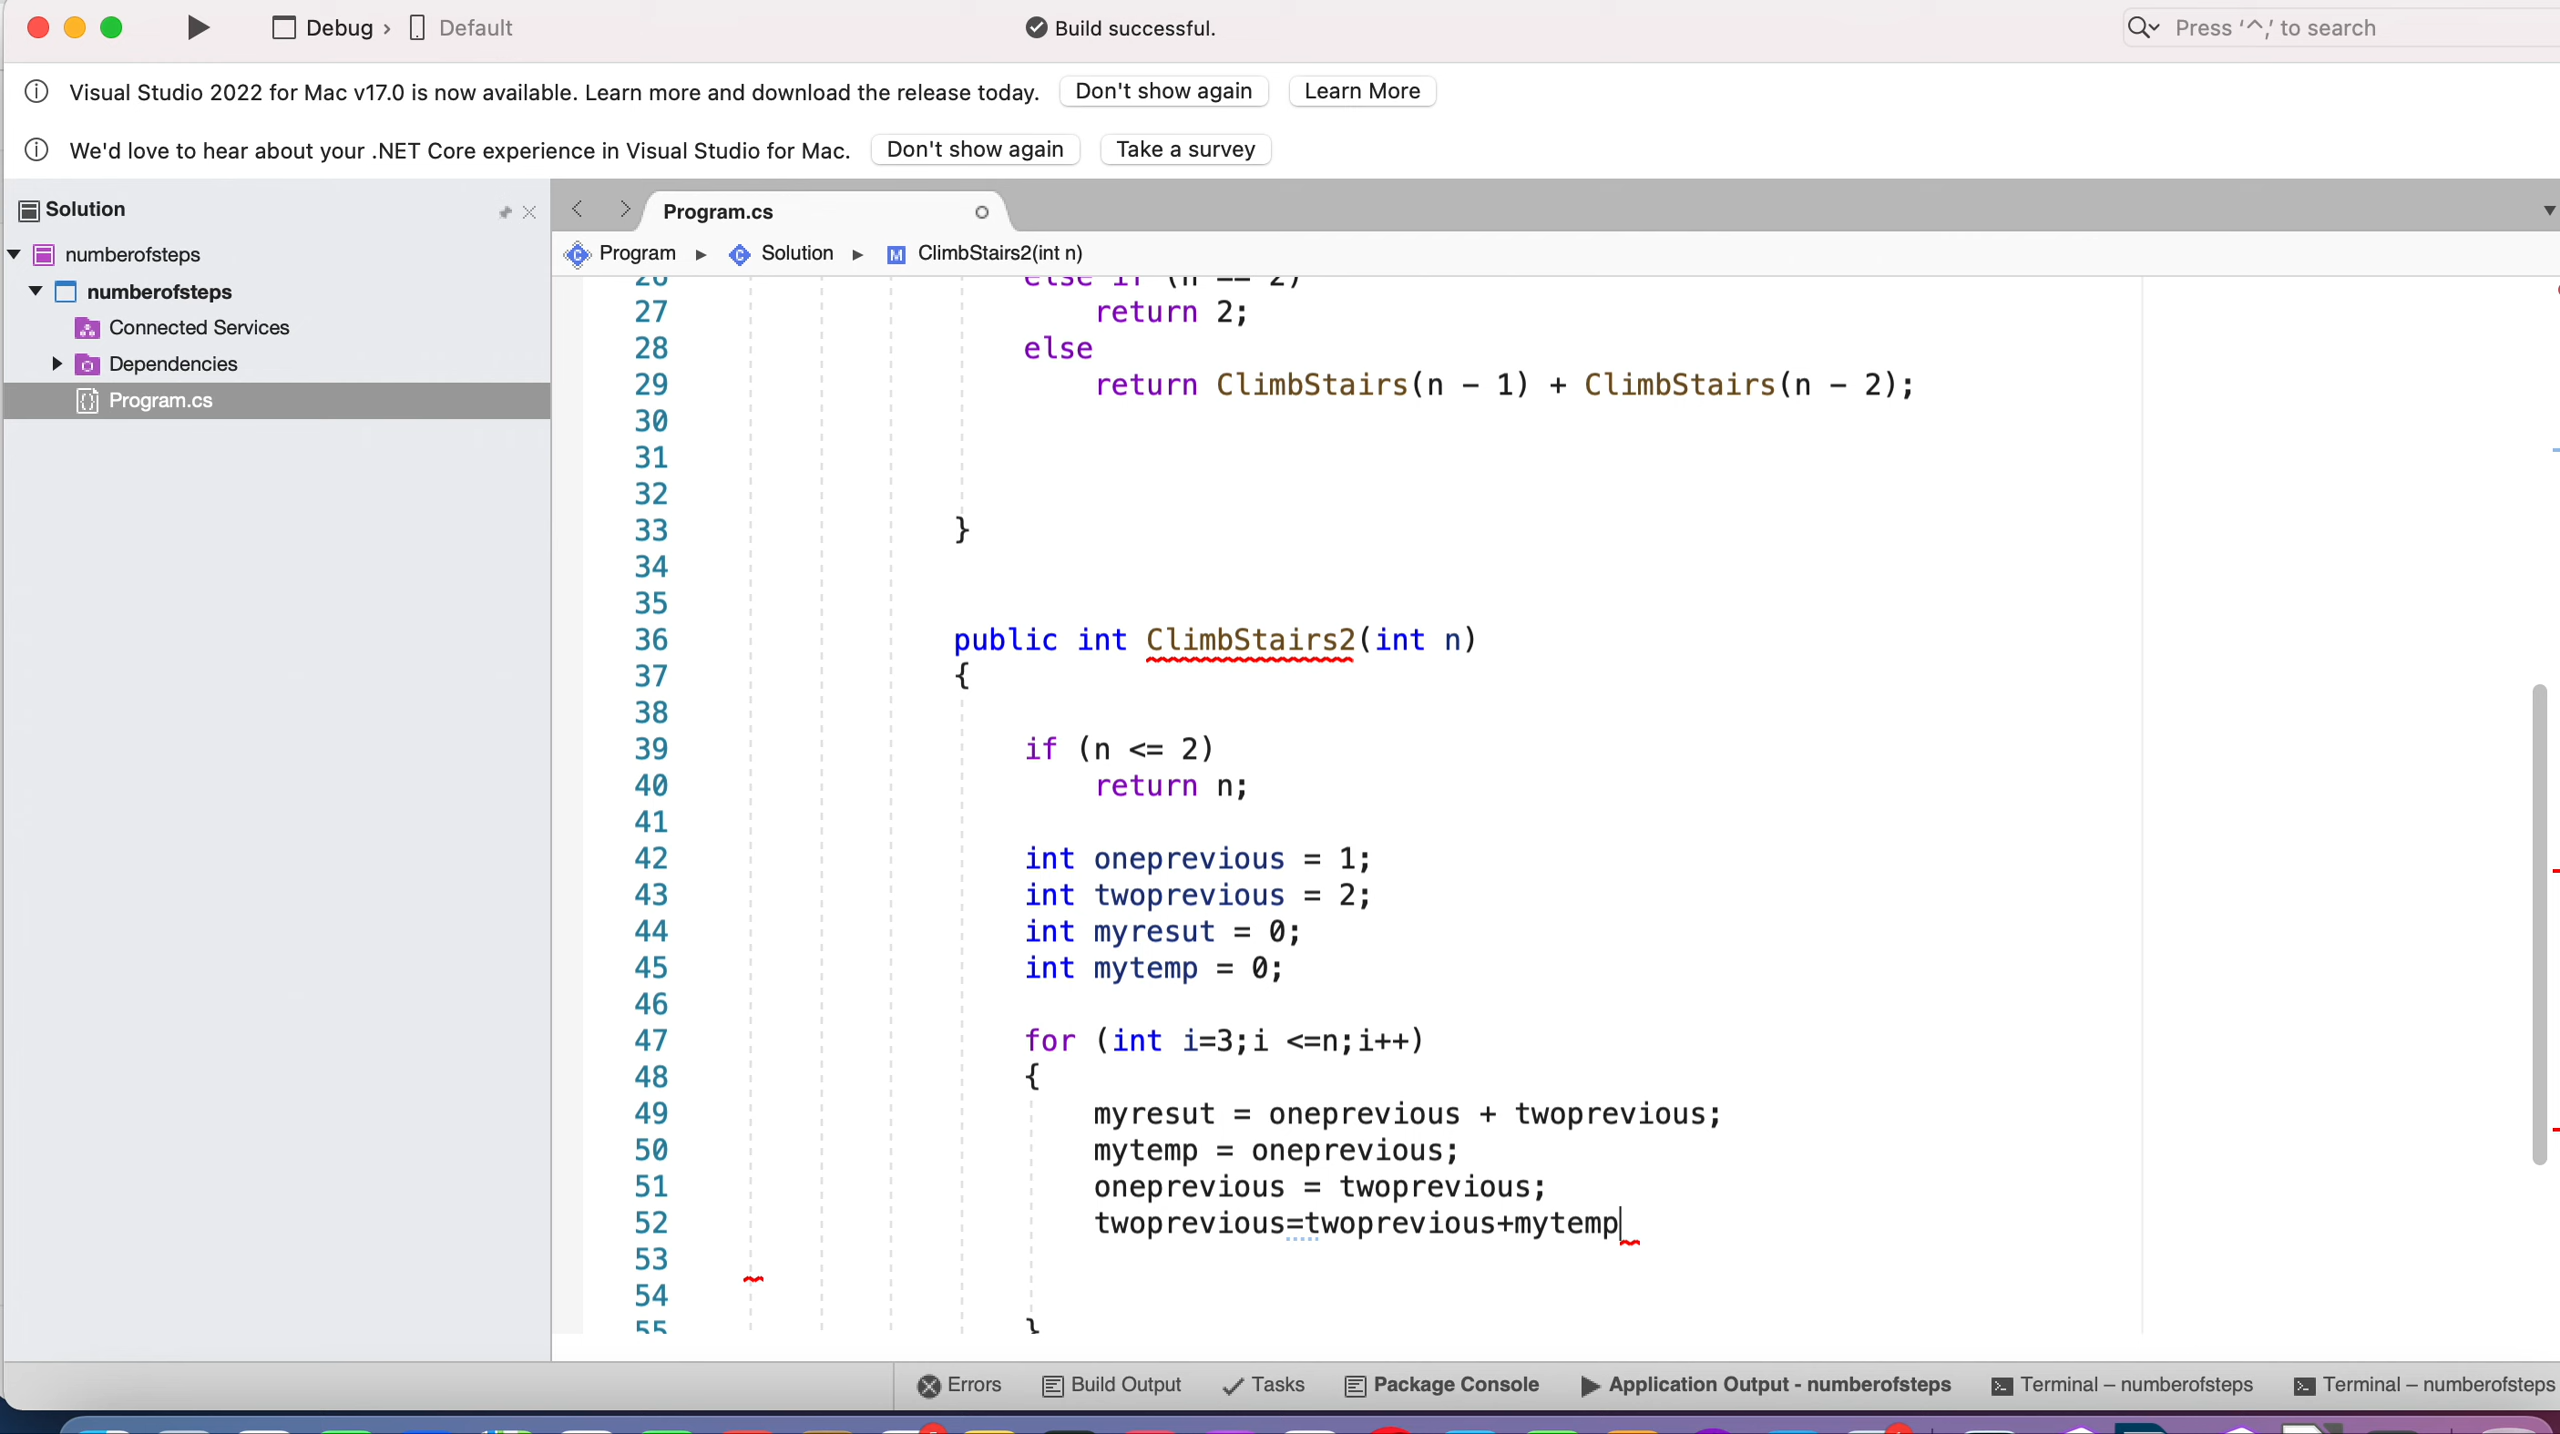 Debug › Default
Build successful.
Press '^,' to search
Visual Studio 2022 for Mac v17.0 is now available. Learn more and download the release today. Don't show again Learn More
We'd love to hear about your .NET Core experience in Visual Studio for Mac. Don't show again Take a survey
Solution
numberofsteps
numberofsteps
Connected Services
Dependencies
Program.cs
Program.cs
Program ▸ Solution ▸ M ClimbStairs2(int n)
26 else if (n == 2)
27 return 2;
28 else
29 return ClimbStairs(n - 1) + ClimbStairs(n - 2);
30
31
32
33 }
34
35
36 public int ClimbStairs2(int n)
37 {
38
39 if (n <= 2)
40 return n;
41
42 int oneprevious = 1;
43 int twoprevious = 2;
44 int myresut = 0;
45 int mytemp = 0;
46
47 for (int i=3;i <=n;i++)
48 {
49 myresut = oneprevious + twoprevious;
50 mytemp = oneprevious;
51 oneprevious = twoprevious;
52 twoprevious=twoprevious+mytemp
53
54
55 }
Errors Build Output Tasks Package Console Application Output - numberofsteps Terminal – numberofsteps Terminal – numberofsteps